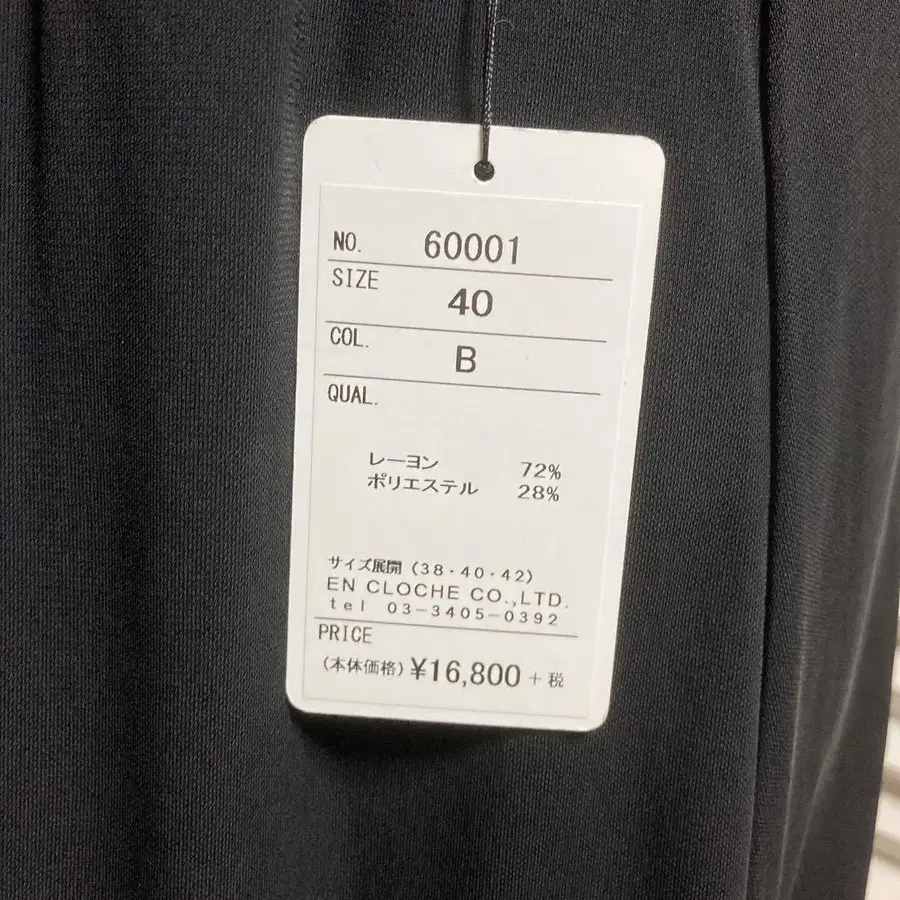 NO. 60001
SIZE 40
COL. B
QUAL.
レーヨン 72%
ポリエステル 28%
サイズ展開(38・40・42)
EN CLOCHE CO.,LTD.
tel 03-3405-0392
PRICE
(本体価格)¥16,800+税